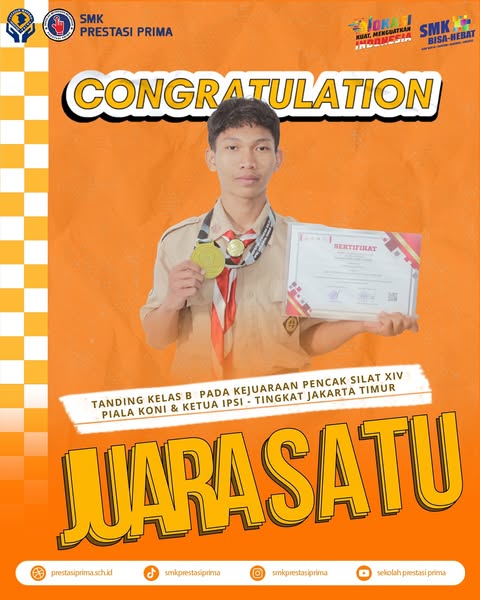 SMK
PRESTASI PRIMA
VOKASI
KUAT, MENGUATKAN
INDONESIA
SMK
BISA-HEBAT
CONGRATULATION
SERTIFIKAT
TANDING KELAS B PADA KEJUARAAN PENCAK SILAT XIV
PIALA KONI & KETUA IPSI - TINGKAT JAKARTA TIMUR
JUARA SATU
prestasiprima.sch.id
smkprestasiprima
smkprestasiprima
sekolah prestasi prima